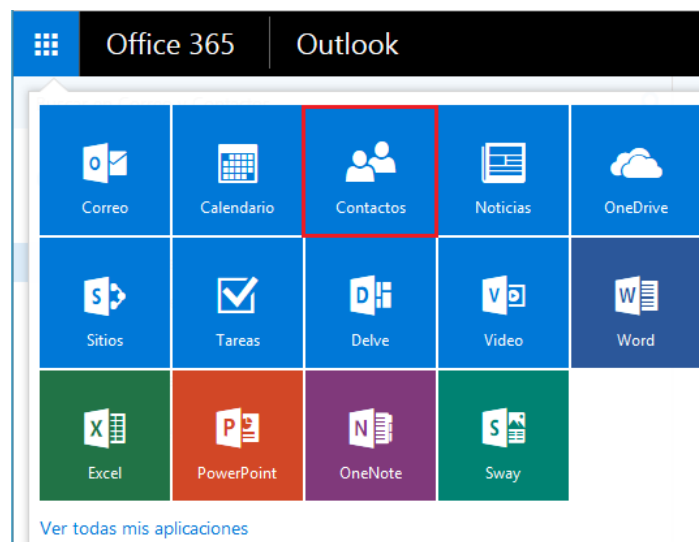 Office 365 Outlook
Correo Calendario Contactos Noticias OneDrive
Sitios Tareas Delve Video Word
Excel PowerPoint OneNote Sway
Ver todas mis aplicaciones